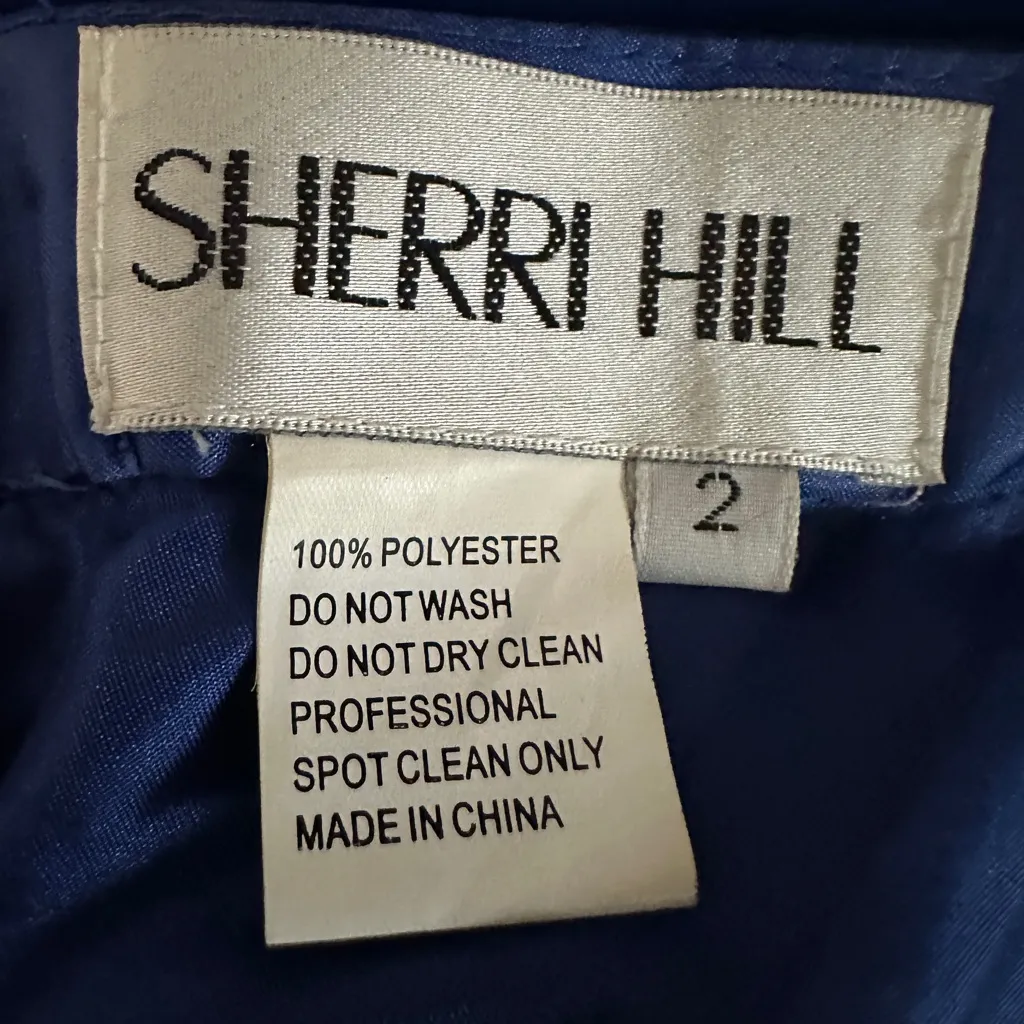 SHERRI HILL
2
100% POLYESTER
DO NOT WASH
DO NOT DRY CLEAN
PROFESSIONAL
SPOT CLEAN ONLY
MADE IN CHINA